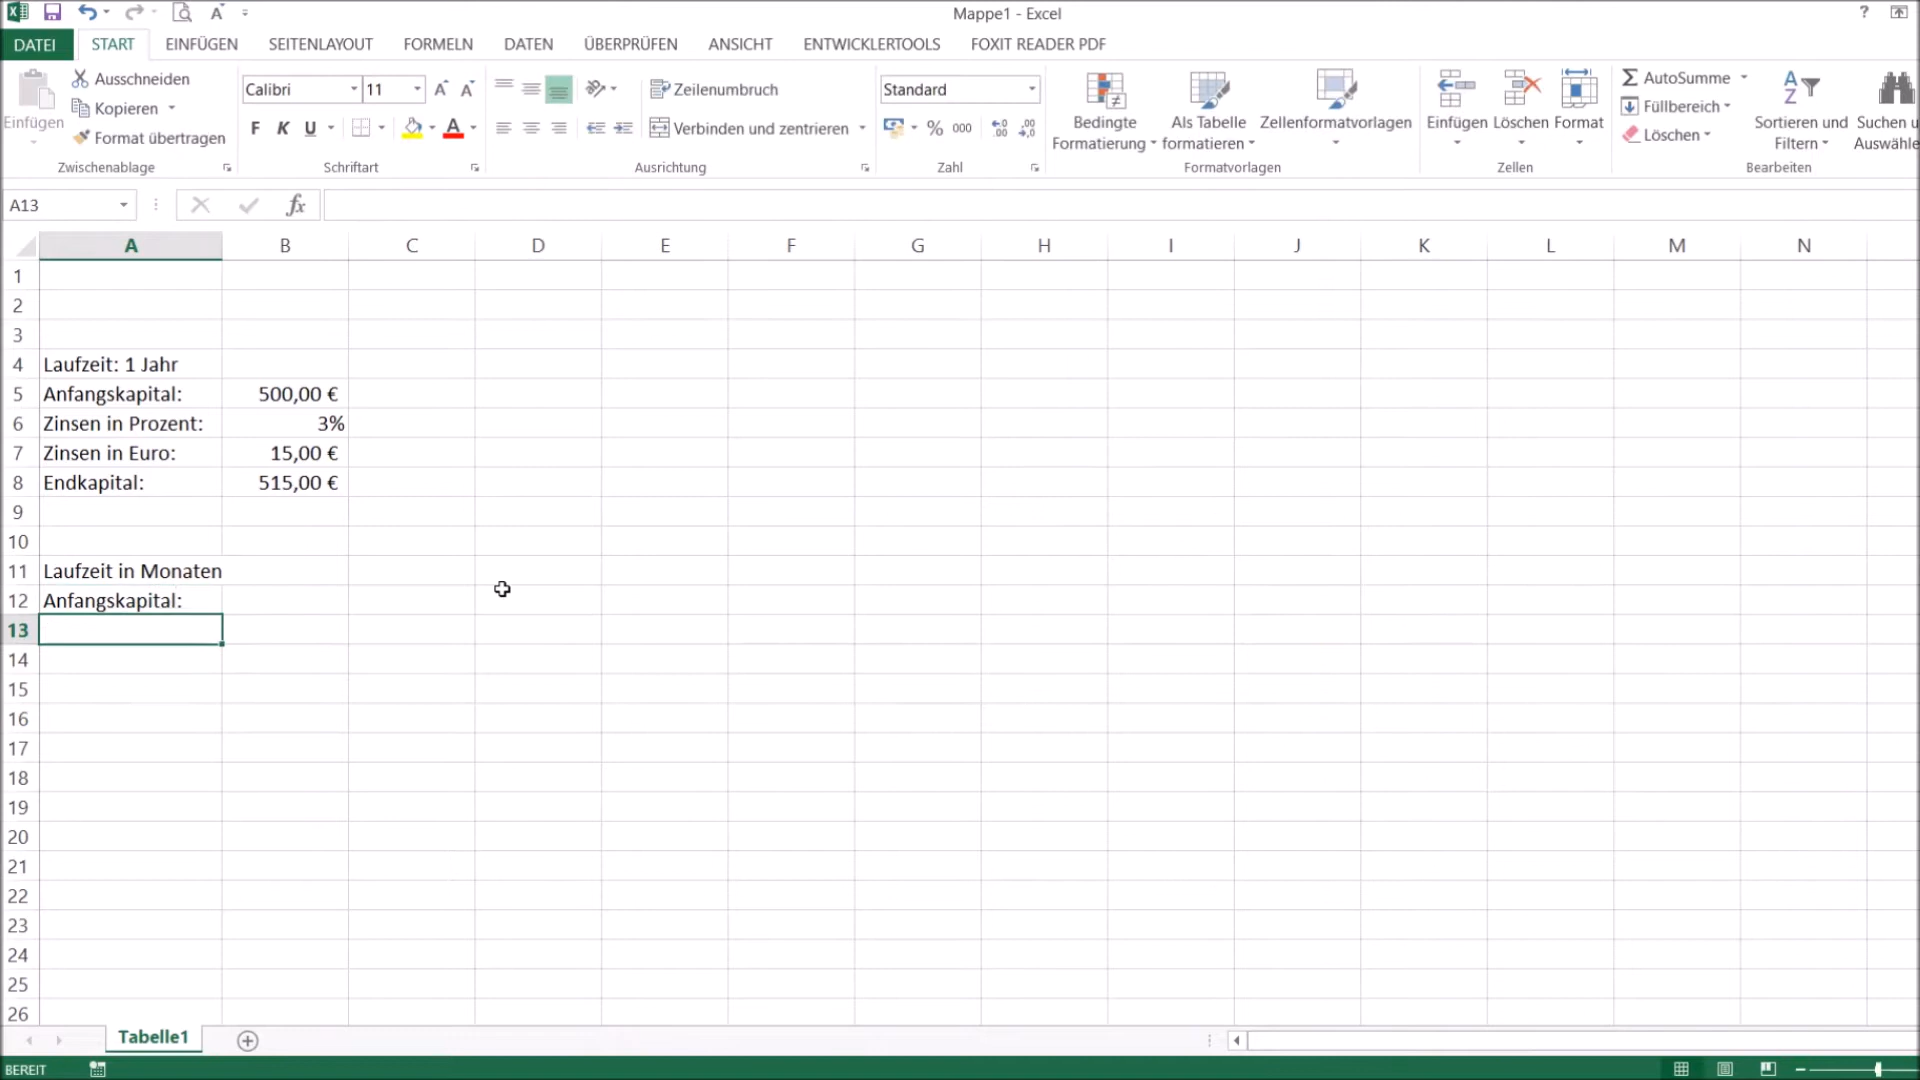 Mappe1 - Excel
?
DATEI START EINFÜGEN SEITENLAYOUT FORMELN DATEN ÜBERPRÜFEN ANSICHT ENTWICKLERTOOLS FOXIT READER PDF
Einfügen
Ausschneiden
Kopieren
Format übertragen
Zwischenablage
Calibri 11
F K U
Schriftart
Zeilenumbruch
Verbinden und zentrieren
Ausrichtung
Standard
% 000
Zahl
Bedingte
Formatierung
Als Tabelle
formatieren
Zellenformatvorlagen
Formatvorlagen
Einfügen Löschen Format
Zellen
AutoSumme
Füllbereich
Löschen
Sortieren und
Filtern
Suchen u
Auswähle
Bearbeiten
A13
fx
A B C D E F G H I J K L M N
1
2
3
4 Laufzeit: 1 Jahr
5 Anfangskapital: 500,00 €
6 Zinsen in Prozent: 3%
7 Zinsen in Euro: 15,00 €
8 Endkapital: 515,00 €
9
10
11 Laufzeit in Monaten
12 Anfangskapital:
13
14
15
16
17
18
19
20
21
22
23
24
25
26
Tabelle1
BEREIT